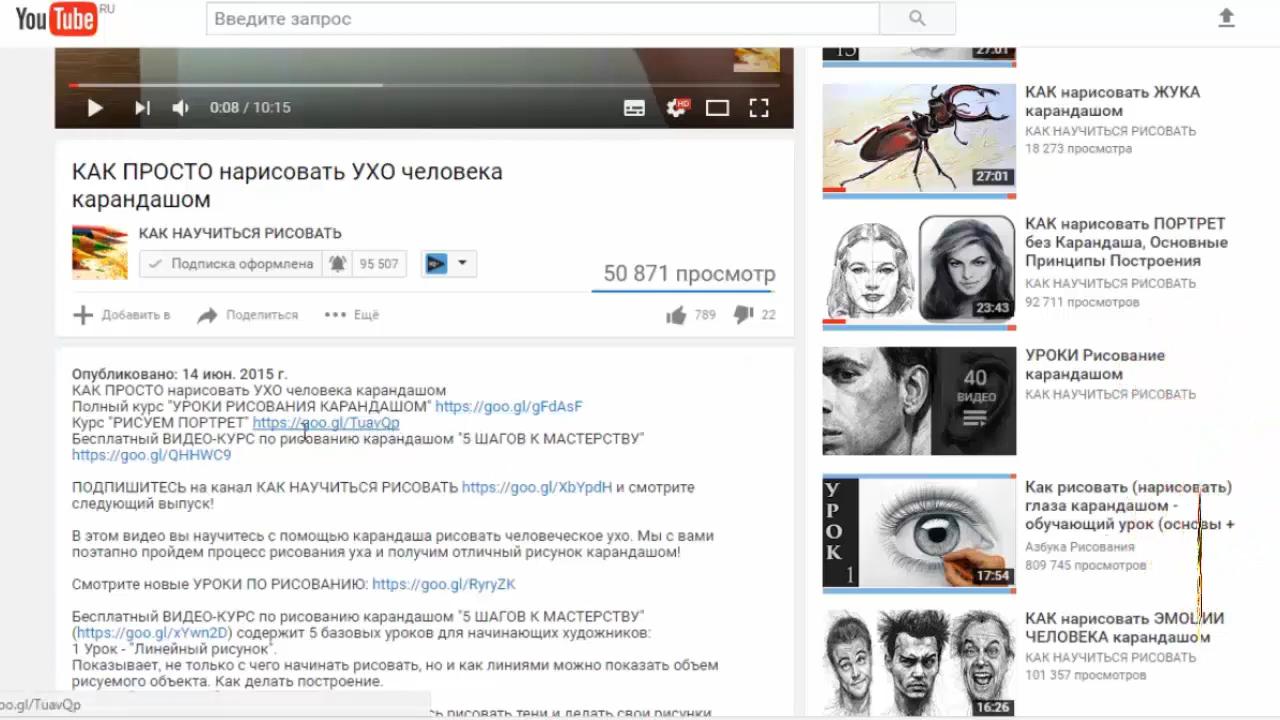 YouTube RU
Введите запрос
0:08 / 10:15
HD
КАК ПРОСТО нарисовать УХО человека
карандашом
КАК НАУЧИТЬСЯ РИСОВАТЬ
Подписка оформлена
95 507
50 871 просмотр
Добавить в
Поделиться
Ещё
789
22
Опубликовано: 14 июн. 2015 г.
КАК ПРОСТО нарисовать УХО человека карандашом
Полный курс "УРОКИ РИСОВАНИЯ КАРАНДАШОМ" https://goo.gl/gFdAsF
Курс "РИСУЕМ ПОРТРЕТ" https://goo.gl/TuavQp
Бесплатный ВИДЕО-КУРС по рисованию карандашом "5 ШАГОВ К МАСТЕРСТВУ"
https://goo.gl/QHHWC9
ПОДПИШИТЕСЬ на канал КАК НАУЧИТЬСЯ РИСОВАТЬ https://goo.gl/XbYpdH и смотрите
следующий выпуск!
В этом видео вы научитесь с помощью карандаша рисовать человеческое ухо. Мы с вами
поэтапно пройдем процесс рисования уха и получим отличный рисунок карандашом!
Смотрите новые УРОКИ ПО РИСОВАНИЮ: https://goo.gl/RyryZK
Бесплатный ВИДЕО-КУРС по рисованию карандашом "5 ШАГОВ К МАСТЕРСТВУ"
(https://goo.gl/xYwn2D) содержит 5 базовых уроков для начинающих художников:
1 Урок - "Линейный рисунок".
Показывает, не только с чего начинать рисовать, но и как линиями можно показать объем
рисуемого объекта. Как делать построение.
рисовать тени и делать свои рисунки
oo.gl/TuavQp
15
27:01
КАК нарисовать ЖУКА
карандашом
КАК НАУЧИТЬСЯ РИСОВАТЬ
18 273 просмотра
27:01
КАК нарисовать ПОРТРЕТ
без Карандаша, Основные
Принципы Построения
КАК НАУЧИТЬСЯ РИСОВАТЬ
92 711 просмотров
23:43
УРОКИ Рисование
карандашом
КАК НАУЧИТЬСЯ РИСОВАТЬ
40
ВИДЕО
Как рисовать (нарисовать)
глаза карандашом -
обучающий урок (основы +
Азбука Рисования
809 745 просмотров
УРОК 1
17:54
КАК нарисовать ЭМОЦИИ
ЧЕЛОВЕКА карандашом
КАК НАУЧИТЬСЯ РИСОВАТЬ
101 357 просмотров
16:26